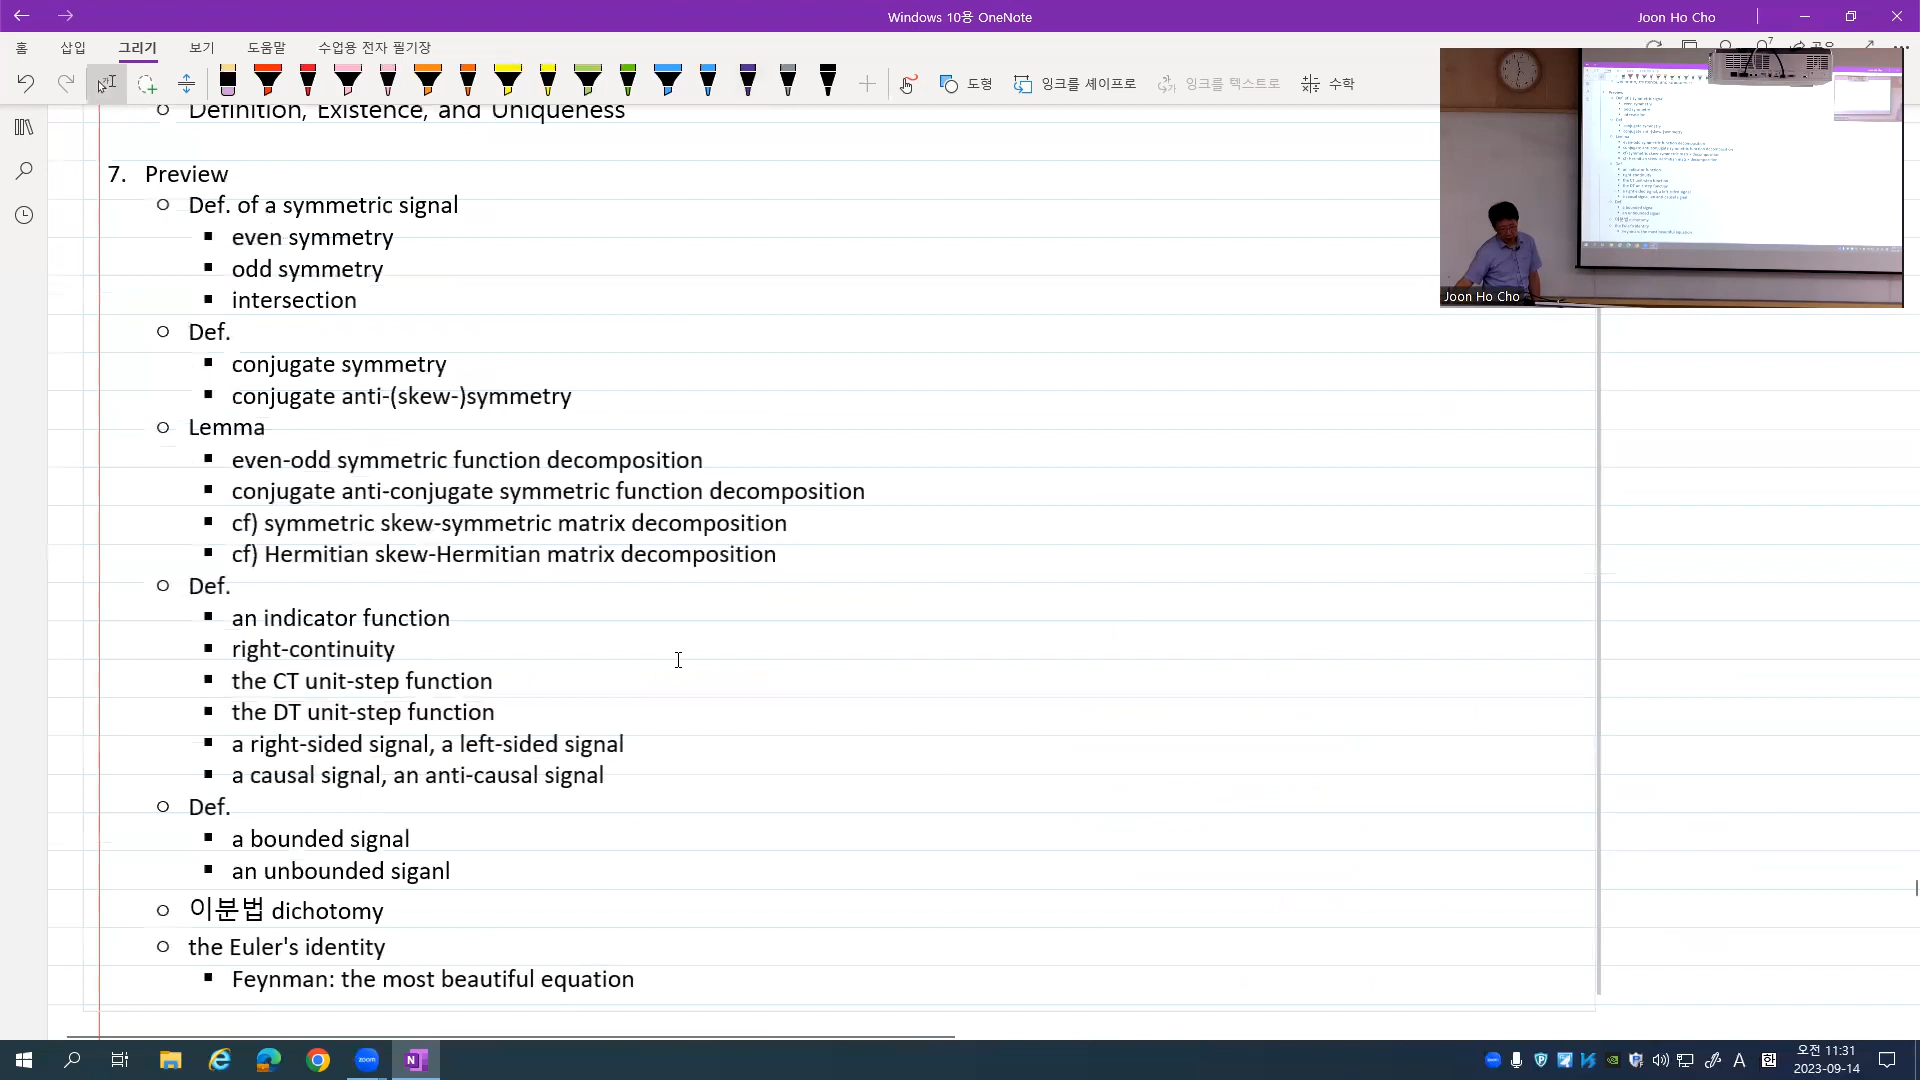 Windows 10용 OneNote
Joon Ho Cho
홈 삽입 그리기 보기 도움말 수업용 전자 필기장
공유
도형 잉크를 셰이프로 잉크를 텍스트로 수학
Definition, Existence, and Uniqueness
7. Preview
Def. of a symmetric signal
even symmetry
odd symmetry
intersection
Def.
conjugate symmetry
conjugate anti-(skew-)symmetry
Lemma
even-odd symmetric function decomposition
conjugate anti-conjugate symmetric function decomposition
cf) symmetric skew-symmetric matrix decomposition
cf) Hermitian skew-Hermitian matrix decomposition
Def.
an indicator function
right-continuity
the CT unit-step function
the DT unit-step function
a right-sided signal, a left-sided signal
a causal signal, an anti-causal signal
Def.
a bounded signal
an unbounded siganl
이분법 dichotomy
the Euler's identity
Feynman: the most beautiful equation
Joon Ho Cho
zoom
A 한
오전 11:31
2023-09-14